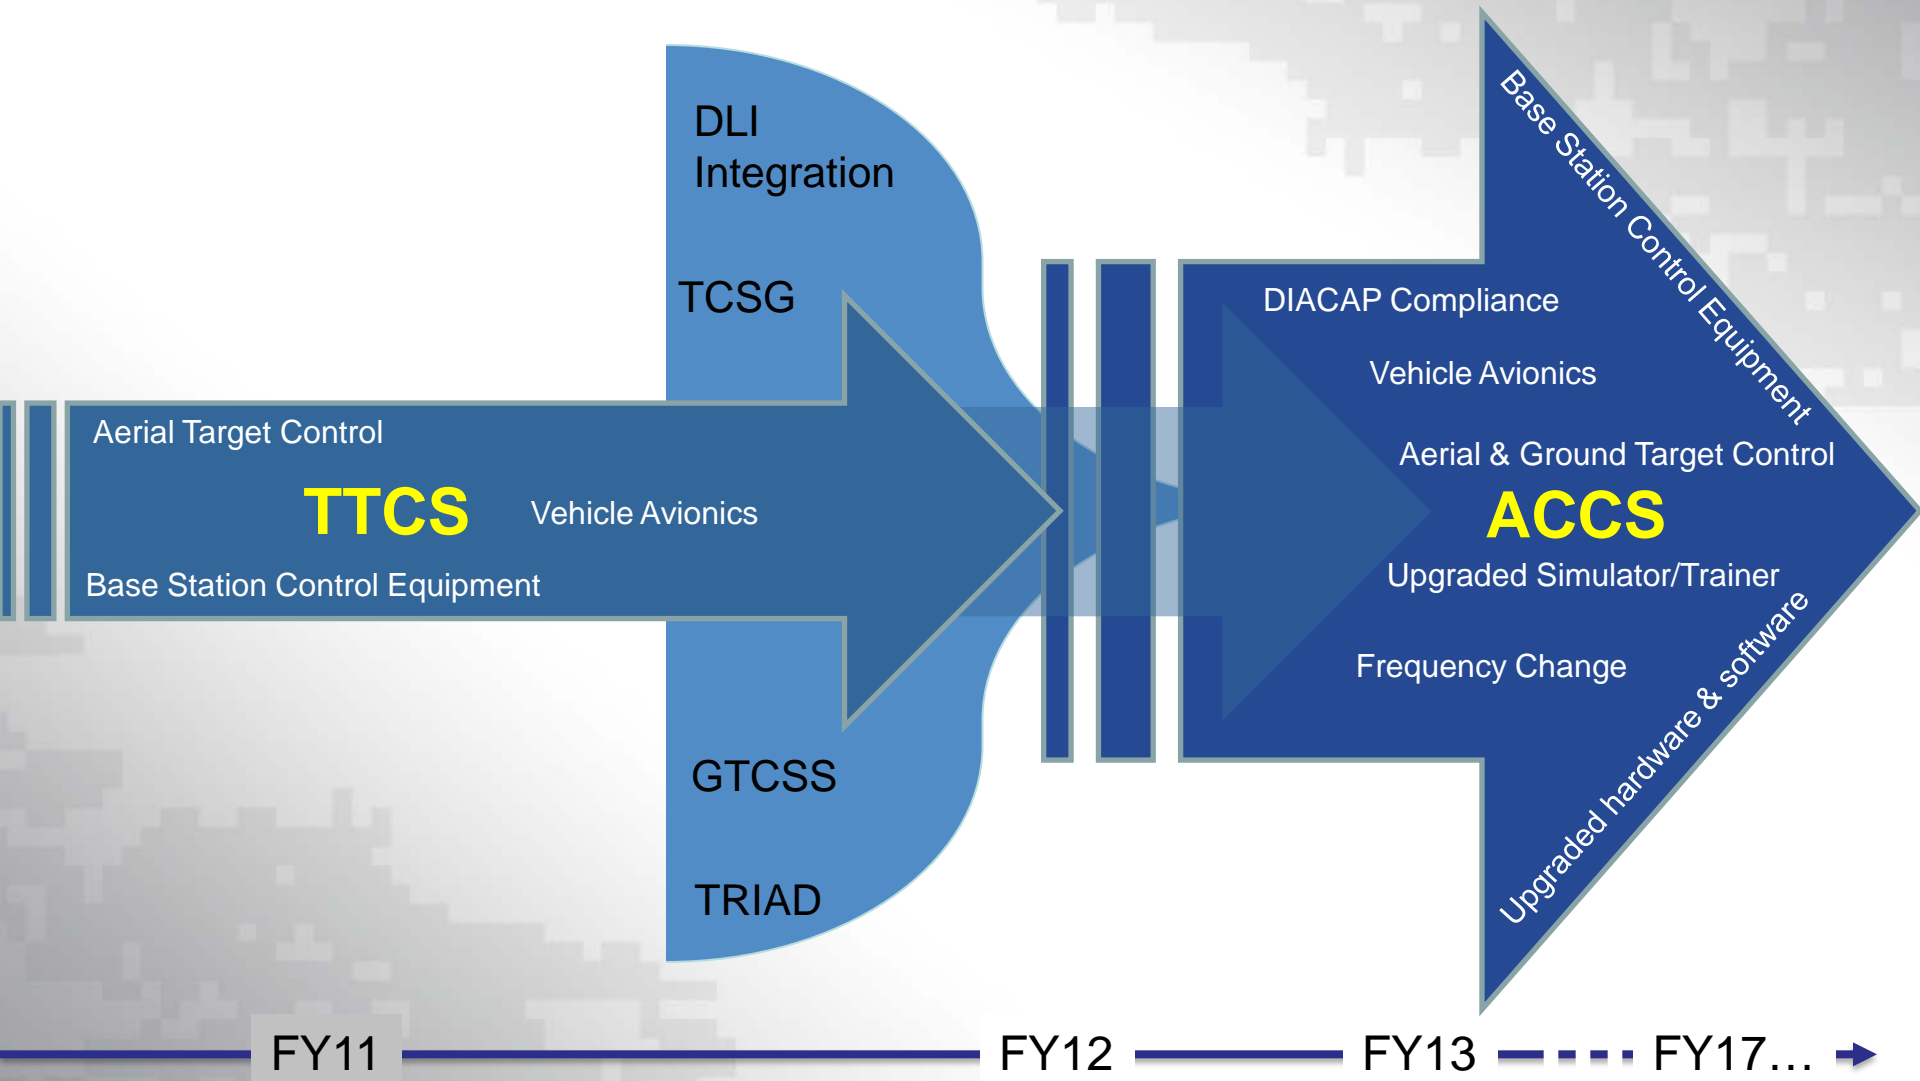 DLI
Integration
TCSG
Aerial Target Control
TTCS
Vehicle Avionics
Base Station Control Equipment
GTCSS
TRIAD
Base Station Control Equipment
DIACAP Compliance
Vehicle Avionics
Aerial & Ground Target Control
ACCS
Upgraded Simulator/Trainer
Frequency Change
Upgraded hardware & software
FY11
FY12
FY13
FY17...